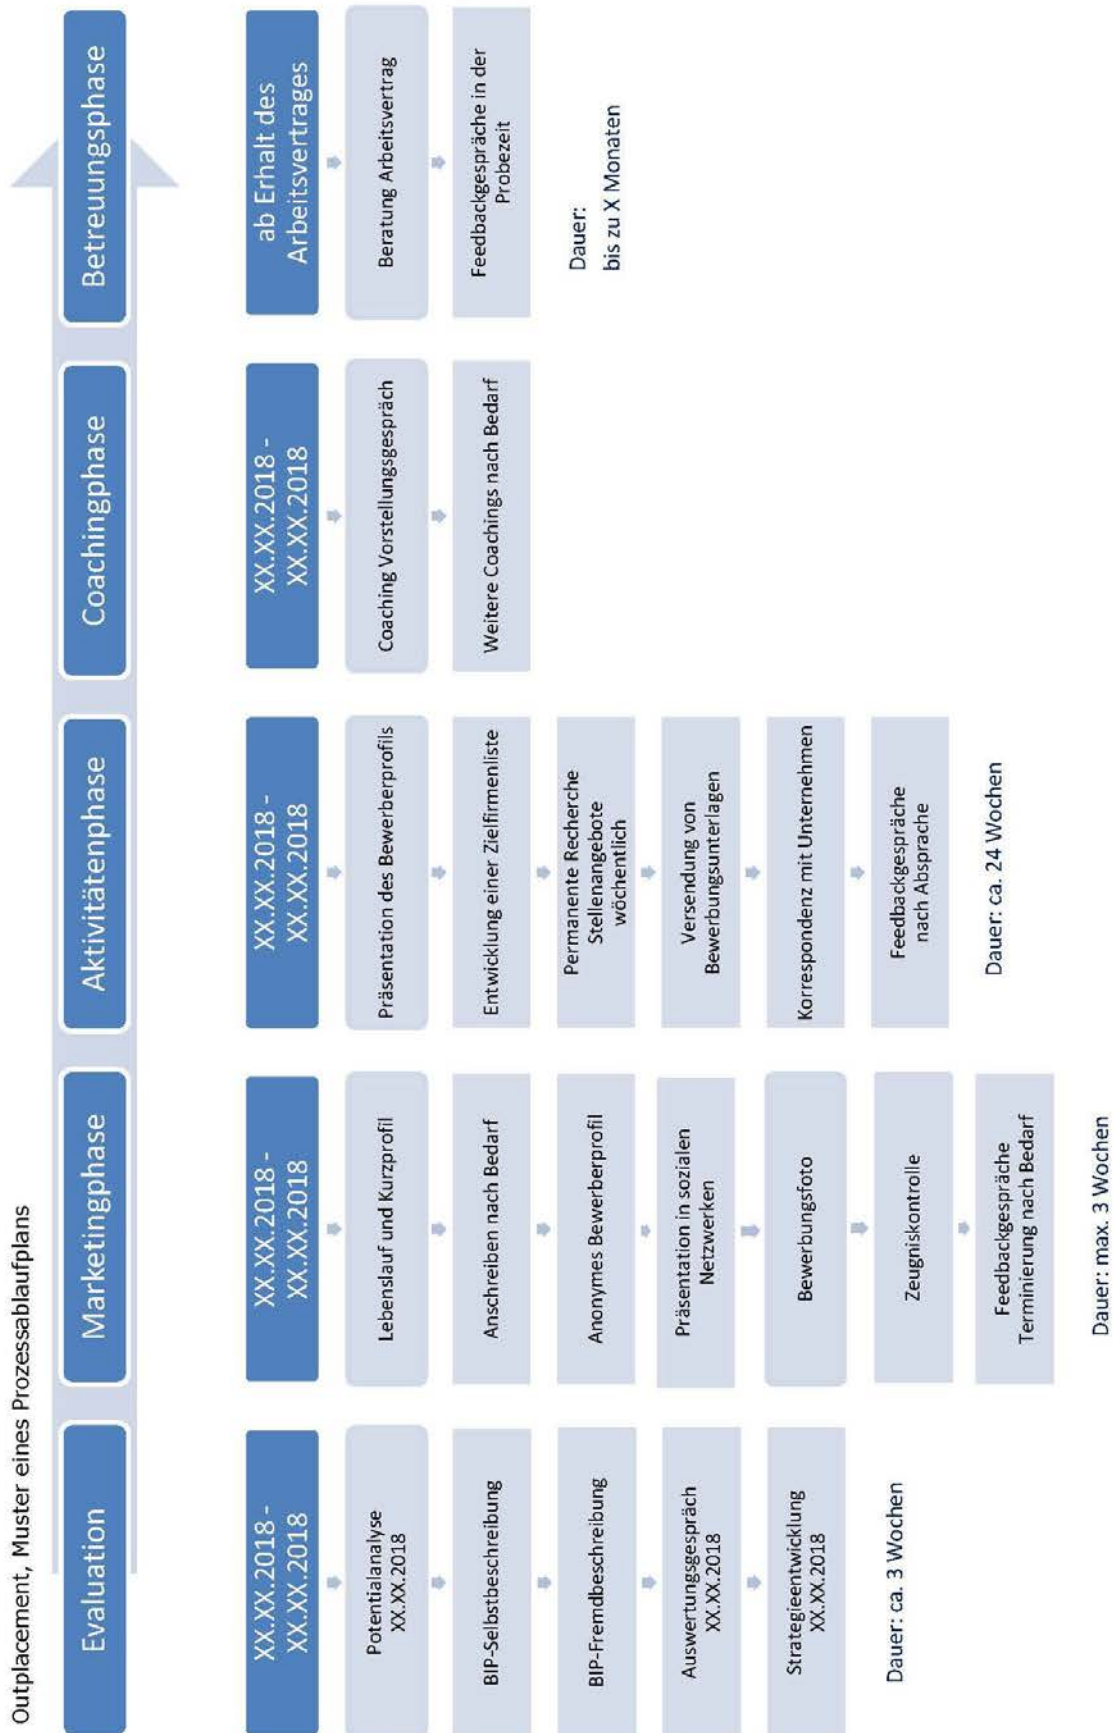 Outplacement, Muster eines Prozessablaufplans
Evaluation
XX.XX.2018 -
XX.XX.2018
Potentialanalyse
XX.XX.2018
BIP-Selbstbeschreibung
BIP-Fremdbeschreibung
Auswertungsgespräch
XX.XX.2018
Strategieentwicklung
XX.XX.2018
Dauer: ca. 3 Wochen
Marketingphase
XX.XX.2018 -
XX.XX.2018
Lebenslauf und Kurzprofil
Anschreiben nach Bedarf
Anonymes Bewerberprofil
Präsentation in sozialen
Netzwerken
Bewerbungsfoto
Zeugniskontrolle
Feedbackgespräche
Terminierung nach Bedarf
Dauer: max. 3 Wochen
Aktivitätenphase
XX.XX.2018 -
XX.XX.2018
Präsentation des Bewerberprofils
Entwicklung einer Zielfirmenliste
Permanente Recherche
Stellenangebote
wöchentlich
Versendung von
Bewerbungsunterlagen
Korrespondenz mit Unternehmen
Feedbackgespräche
nach Absprache
Dauer: ca. 24 Wochen
Coachingphase
XX.XX.2018 -
XX.XX.2018
Coaching Vorstellungsgespräch
Weitere Coachings nach Bedarf
Betreuungsphase
ab Erhalt des
Arbeitsvertrages
Beratung Arbeitsvertrag
Feedbackgespräche in der
Probezeit
Dauer:
bis zu X Monaten